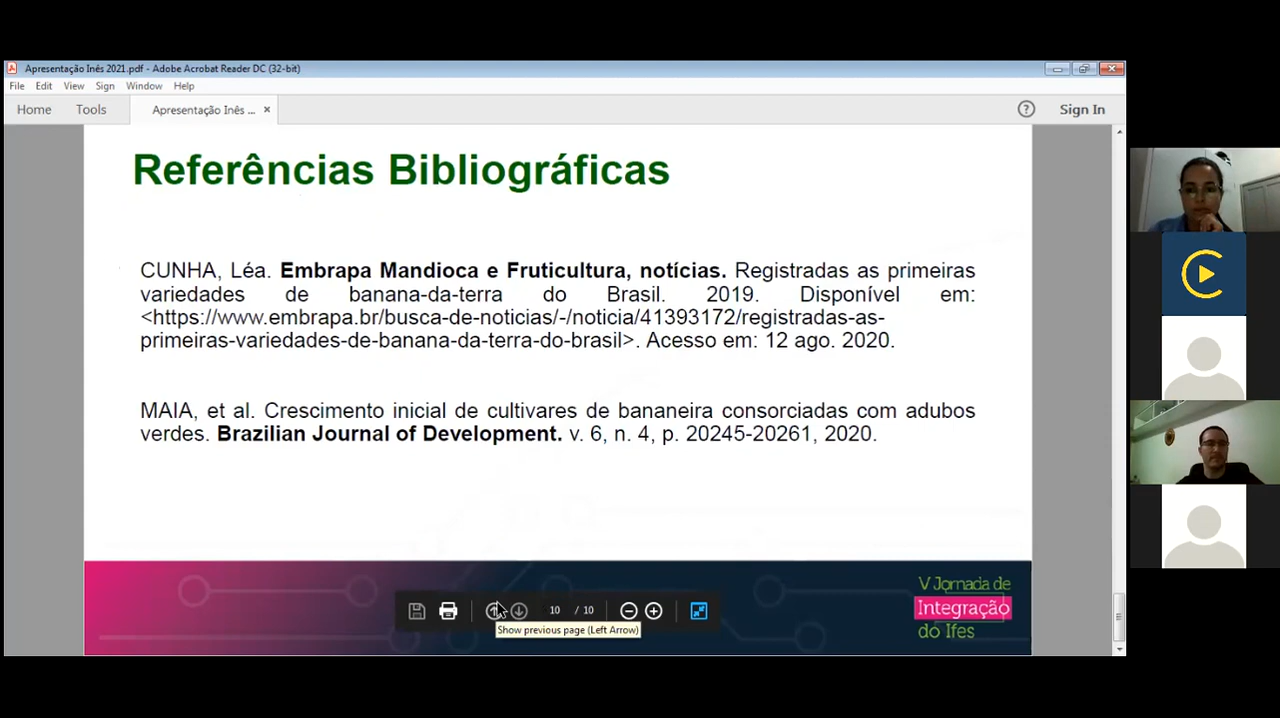 Apresentação Inês 2021.pdf - Adobe Acrobat Reader DC (32-bit)
File Edit View Sign Window Help
Home Tools Apresentação Inês ... × Sign In
Referências Bibliográficas
CUNHA, Léa. Embrapa Mandioca e Fruticultura, notícias. Registradas as primeiras
variedades de banana-da-terra do Brasil. 2019. Disponível em:
<https://www.embrapa.br/busca-de-noticias/-/noticia/41393172/registradas-as-
primeiras-variedades-de-banana-da-terra-do-brasil>. Acesso em: 12 ago. 2020.
MAIA, et al. Crescimento inicial de cultivares de bananeira consorciadas com adubos
verdes. Brazilian Journal of Development. v. 6, n. 4, p. 20245-20261, 2020.
10 / 10
Show previous page (Left Arrow)
V Jornada de
Integração
do Ifes